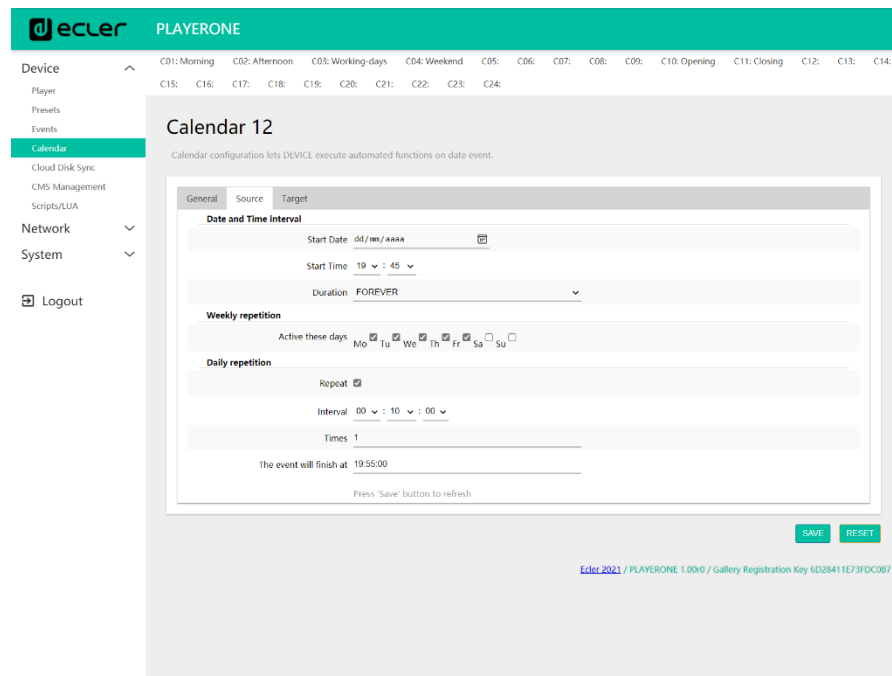 ecler PLAYERONE
Device
Player
Presets
Events
Calendar
Cloud Disk Sync
CMS Management
Scripts/LUA
Network
System
Logout
C01: Morning C02: Afternoon C03: Working-days C04: Weekend C05: C06: C07: C08: C09: C10: Opening C11: Closing C12: C13: C14:
C15: C16: C17: C18: C19: C20: C21: C22: C23: C24:
Calendar 12
Calendar configuration lets DEVICE execute automated functions on date event.
General Source Target
Date and Time interval
Start Date dd/mm/aaaa
Start Time 19 : 45
Duration FOREVER
Weekly repetition
Active these days Mo Tu We Th Fr Sa Su
Daily repetition
Repeat
Interval 00 : 10 : 00
Times 1
The event will finish at 19:55:00
Press 'Save' button to refresh
SAVE RESET
Ecler 2021 / PLAYERONE 1.00r0 / Gallery Registration Key 6D28411E73FDC0B7